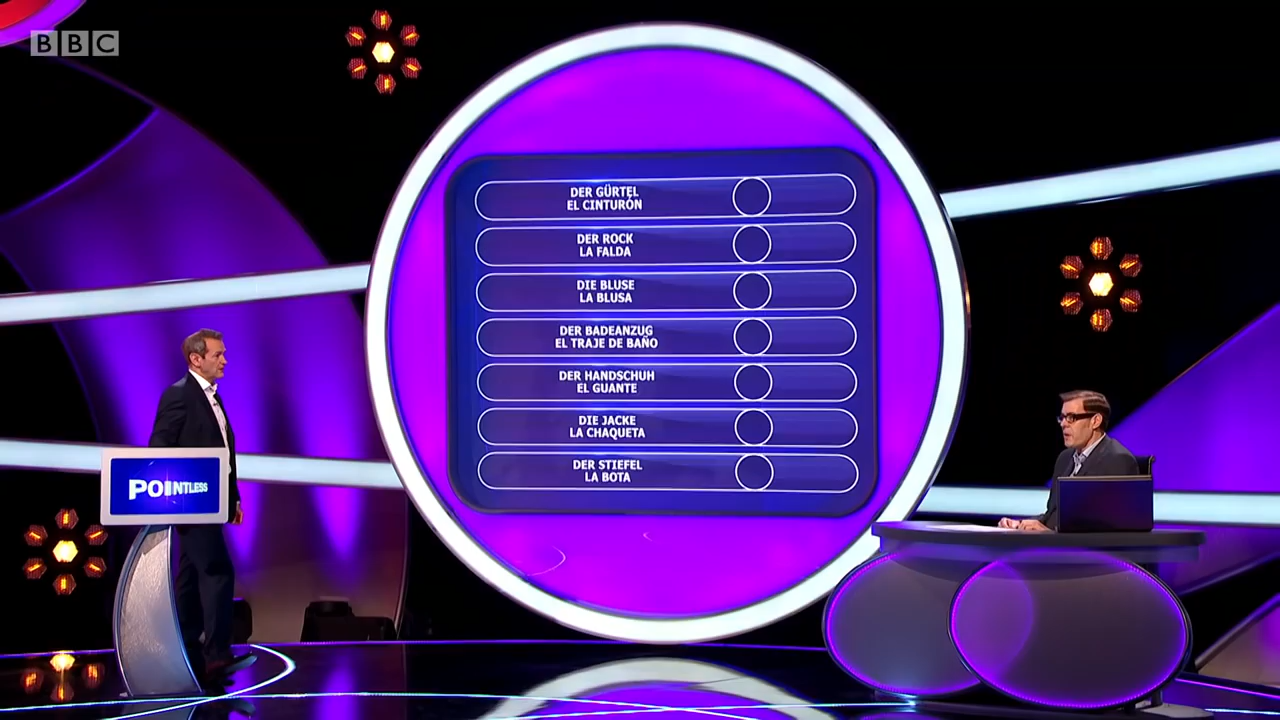 BBC
DER GÜRTEL
EL CINTURÓN
DER ROCK
LA FALDA
DIE BLUSE
LA BLUSA
DER BADEANZUG
EL TRAJE DE BAÑO
DER HANDSCHUH
EL GUANTE
DIE JACKE
LA CHAQUETA
DER STIEFEL
LA BOTA
POINTLESS